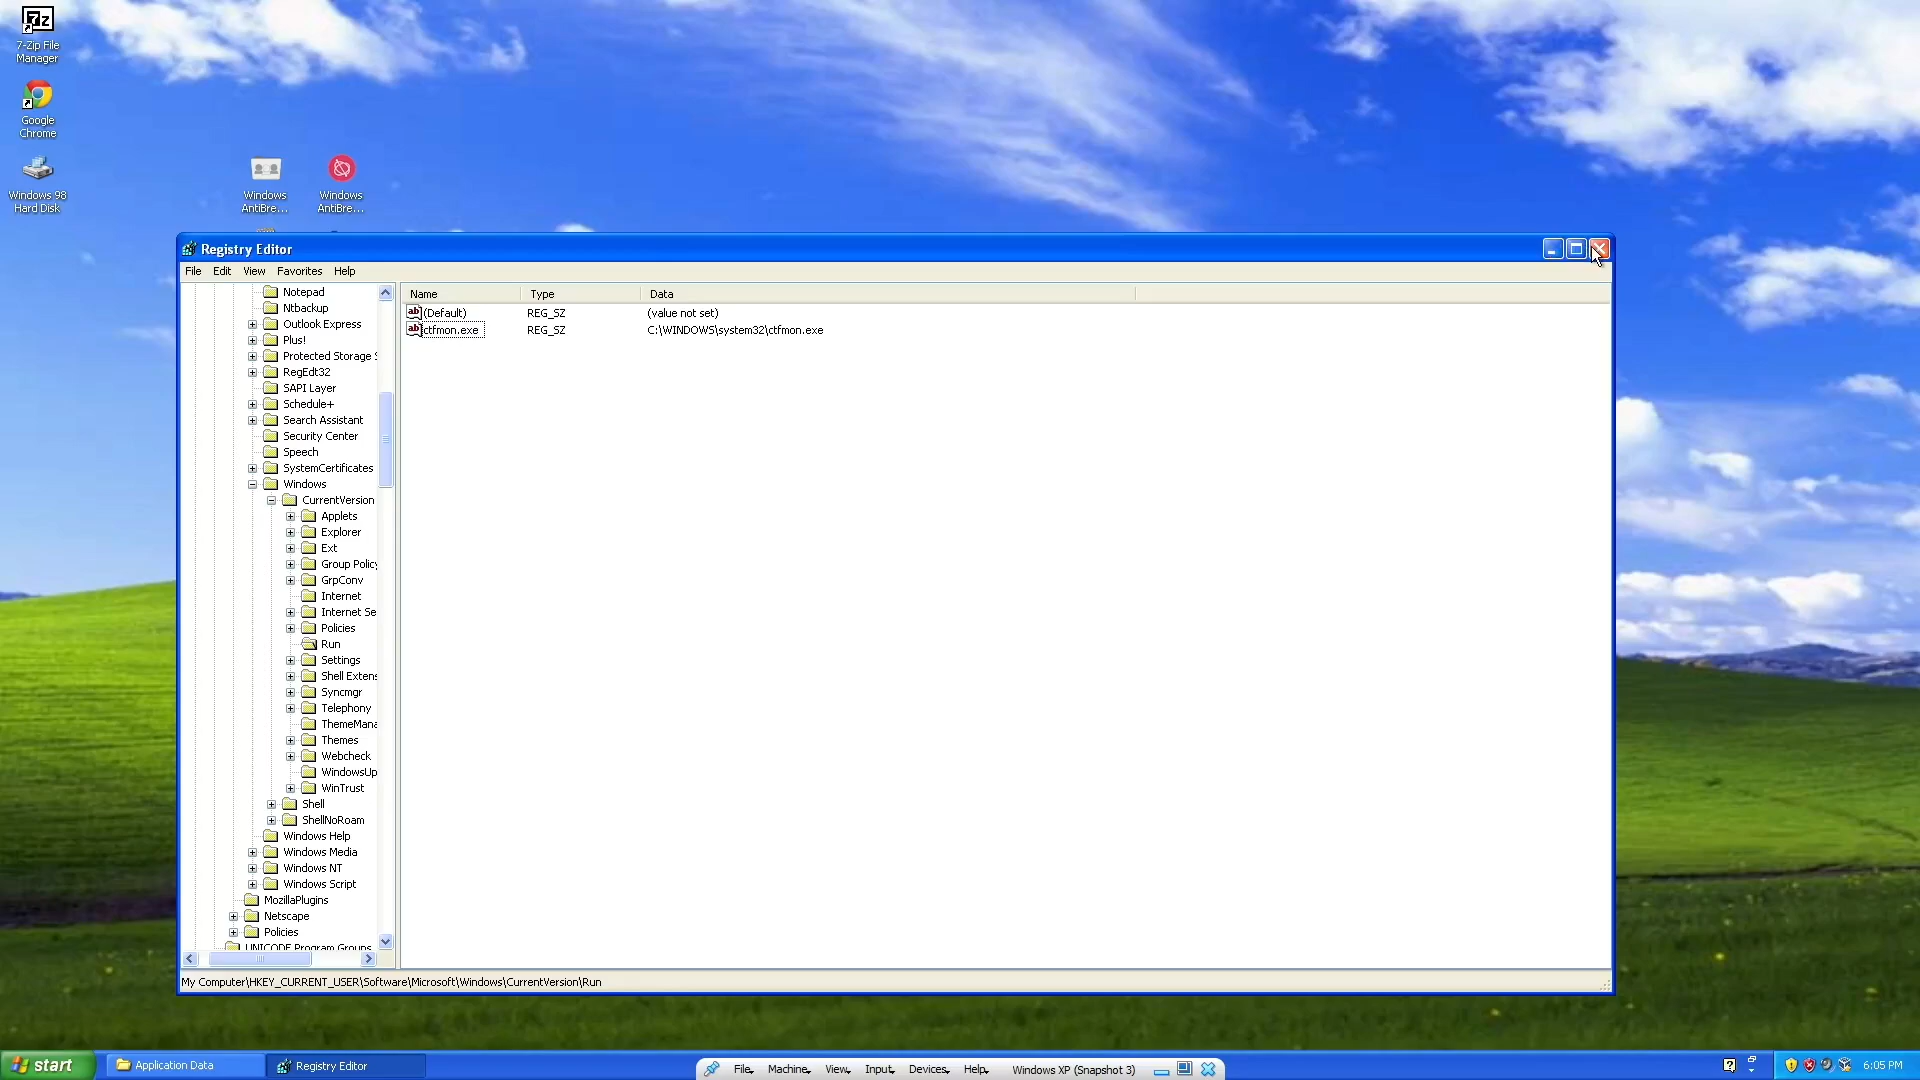 7-Zip File
Manager
Google
Chrome
Windows 98
Hard Disk
Windows
AntiBre...
Windows
AntiBre...
Registry Editor
File Edit View Favorites Help
Name Type Data
(Default) REG_SZ (value not set)
ctfmon.exe REG_SZ C:\WINDOWS\system32\ctfmon.exe
Notepad
Ntbackup
Outlook Express
Plus!
Protected Storage S
RegEdt32
SAPI Layer
Schedule+
Search Assistant
Security Center
Speech
SystemCertificates
Windows
CurrentVersion
Applets
Explorer
Ext
Group Policy
GrpConv
Internet
Internet Se
Policies
Run
Settings
Shell Extens
Syncmgr
Telephony
ThemeMana
Themes
Webcheck
WindowsUp
WinTrust
Shell
ShellNoRoam
Windows Help
Windows Media
Windows NT
Windows Script
MozillaPlugins
Netscape
Policies
UNICODE Program Groups
My Computer\HKEY_CURRENT_USER\Software\Microsoft\Windows\CurrentVersion\Run
start
Application Data
Registry Editor
File Machine View Input Devices Help Windows XP (Snapshot 3)
6:05 PM